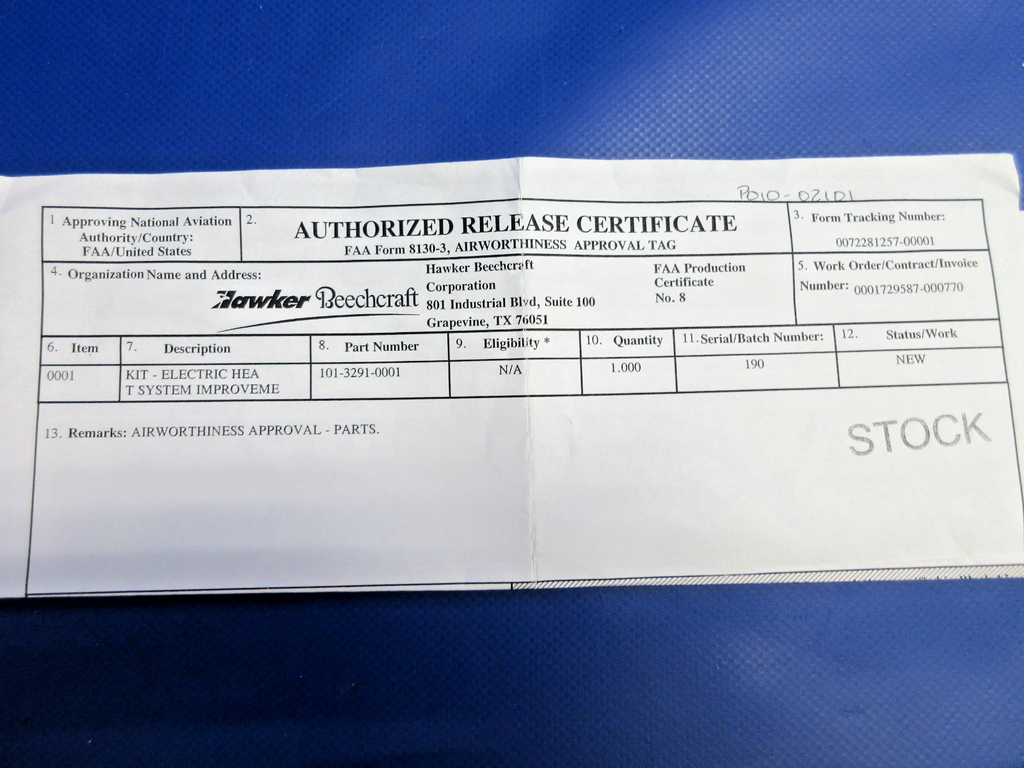 PO10-02101
1 Approving National Aviation
Authority/Country:
FAA/United States
2.
AUTHORIZED RELEASE CERTIFICATE
FAA Form 8130-3, AIRWORTHINESS APPROVAL TAG
3. Form Tracking Number:
0072281257-00001
4. Organization Name and Address:
Hawker Beechcraft
Hawker Beechcraft
Corporation
801 Industrial Blvd, Suite 100
Grapevine, TX 76051
FAA Production
Certificate
No. 8
5. Work Order/Contract/Invoice
Number: 0001729587-000770
6. Item
7. Description
8. Part Number
9. Eligibility *
10. Quantity
11. Serial/Batch Number:
12. Status/Work
0001
KIT - ELECTRIC HEA
T SYSTEM IMPROVEME
101-3291-0001
N/A
1.000
190
NEW
13. Remarks: AIRWORTHINESS APPROVAL - PARTS.
STOCK